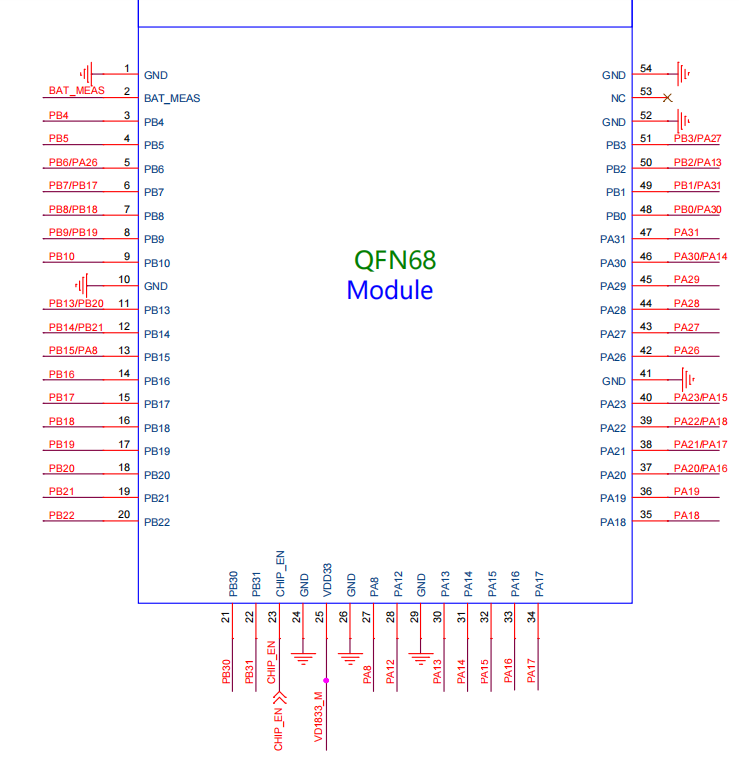 1 GND
BAT_MEAS 2 BAT_MEAS
PB4 3 PB4
PB5 4 PB5
PB6/PA26 5 PB6
PB7/PB17 6 PB7
PB8/PB18 7 PB8
PB9/PB19 8 PB9
PB10 9 PB10
10 GND
PB13/PB20 11 PB13
PB14/PB21 12 PB14
PB15/PA8 13 PB15
PB16 14 PB16
PB17 15 PB17
PB18 16 PB18
PB19 17 PB19
PB20 18 PB20
PB21 19 PB21
PB22 20 PB22
QFN68
Module
GND 54
NC 53
GND 52
PB3 51 PB3/PA27
PB2 50 PB2/PA13
PB1 49 PB1/PA31
PB0 48 PB0/PA30
PA31 47 PA31
PA30 46 PA30/PA14
PA29 45 PA29
PA28 44 PA28
PA27 43 PA27
PA26 42 PA26
GND 41
PA23 40 PA23/PA15
PA22 39 PA22/PA18
PA21 38 PA21/PA17
PA20 37 PA20/PA16
PA19 36 PA19
PA18 35 PA18
PB30 21 PB30
PB31 22 PB31
CHIP_EN 23 CHIP_EN
CHIP_EN
GND 24
VDD33 25 VD1833_M
GND 26
PA8 27 PA8
PA12 28 PA12
GND 29
PA13 30 PA13
PA14 31 PA14
PA15 32 PA15
PA16 33 PA16
PA17 34 PA17